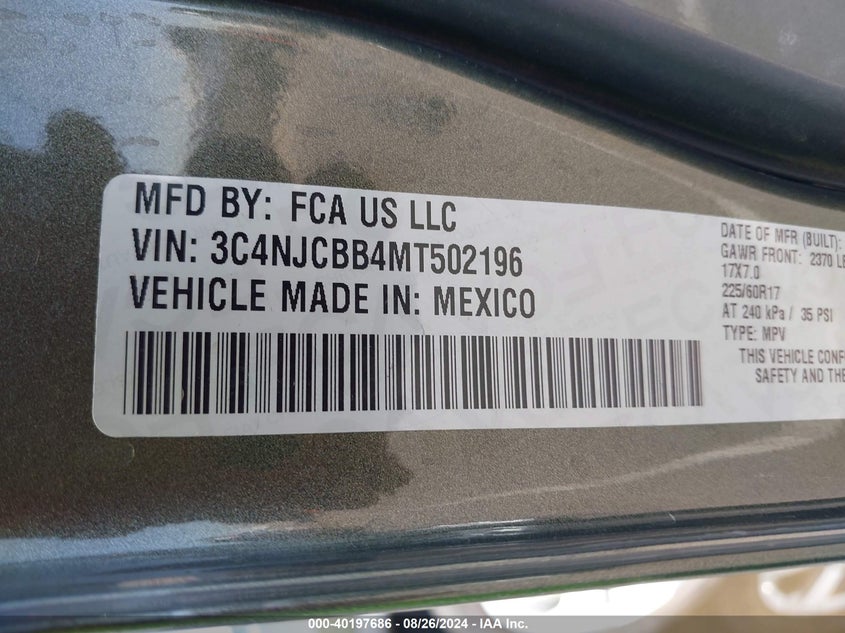 MFD BY: FCA US LLC
VIN: 3C4NJCBB4MT502196
VEHICLE MADE IN: MEXICO
DATE OF MFR (BUILT):
GAWR FRONT: 2370 LB
17X7.0
225/60R17
AT 240 kPa / 35 PSI
TYPE: MPV
THIS VEHICLE CONF
SAFETY AND THE
000-40197686 - 08/26/2024 - IAA Inc.